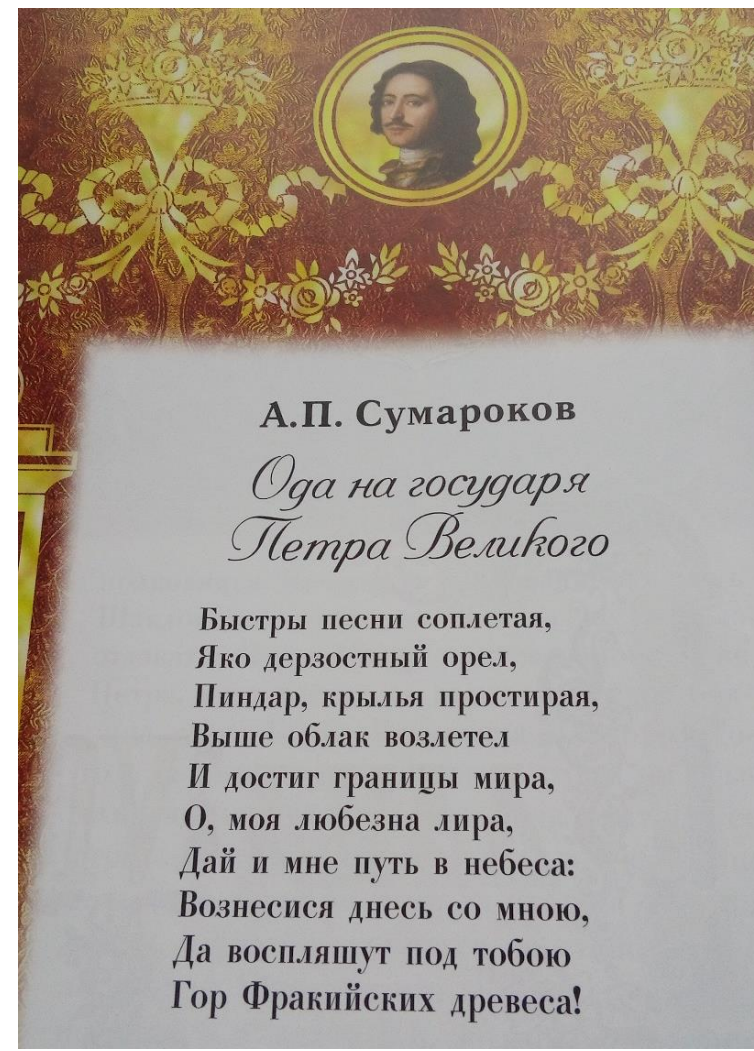 А.П. Сумароков
Ода на государя
Петра Великого
Быстры песни соплетая,
Яко дерзостный орел,
Пиндар, крылья простирая,
Выше облак возлетел
И достиг границы мира,
О, моя любезна лира,
Дай и мне путь в небеса:
Вознесися днесь со мною,
Да воспляшут под тобою
Гор Фракийских древеса!